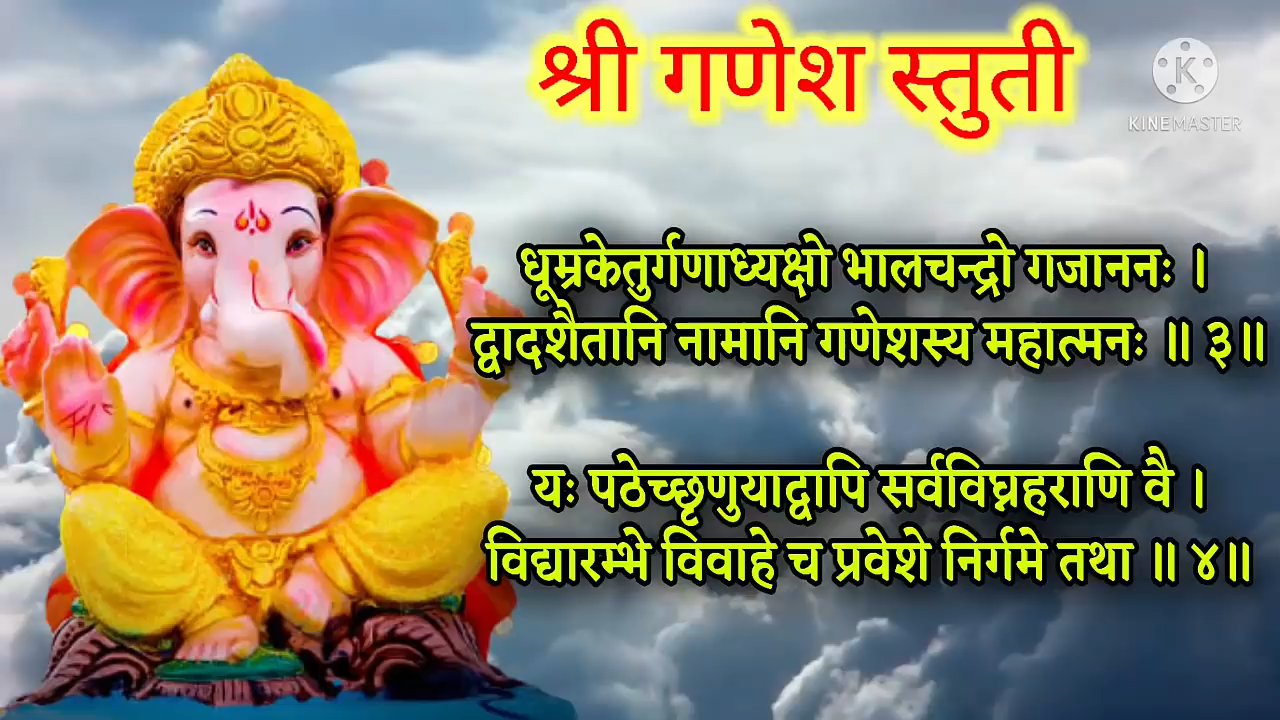 श्री गणेश स्तुती
KINEMASTER
धूम्रकेतुर्गणाध्यक्षो भालचन्द्रो गजाननः ।
द्वादशैतानि नामानि गणेशस्य महात्मनः ॥ ३॥
यः पठेच्छृणुयाद्वापि सर्वविघ्नहराणि वै ।
विद्यारम्भे विवाहे च प्रवेशे निर्गमे तथा ॥ ४॥